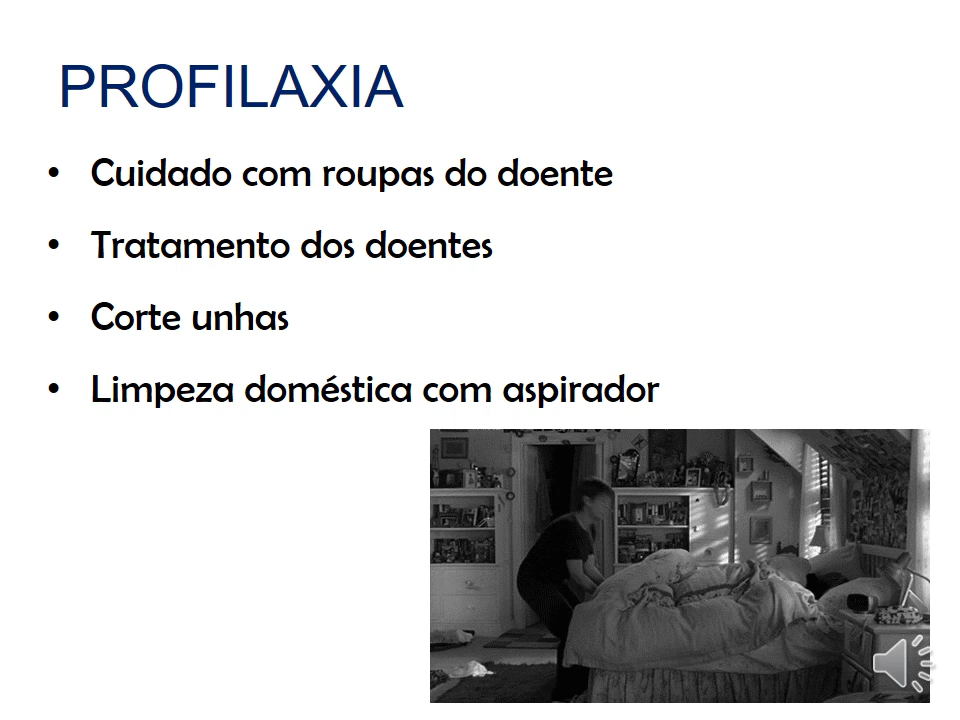 PROFILAXIA
• Cuidado com roupas do doente
• Tratamento dos doentes
• Corte unhas
• Limpeza doméstica com aspirador